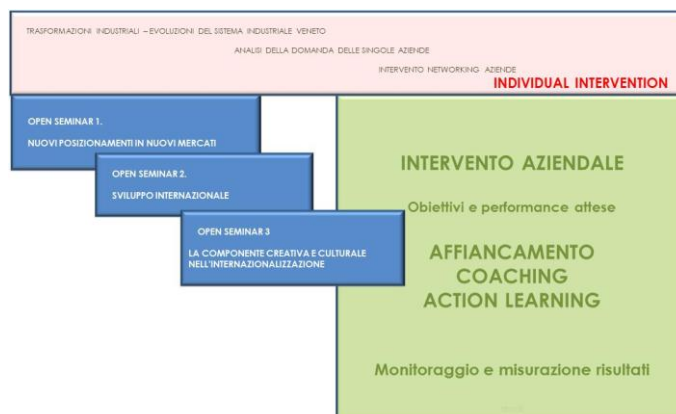 TRASFORMAZIONI INDUSTRIALI – EVOLUZIONI DEL SISTEMA INDUSTRIALE VENETO
ANALISI DELLA DOMANDA DELLE SINGOLE AZIENDE
INTERVENTO NETWORKING AZIENDE
INDIVIDUAL INTERVENTION
OPEN SEMINAR 1.
NUOVI POSIZIONAMENTI IN NUOVI MERCATI
OPEN SEMINAR 2.
SVILUPPO INTERNAZIONALE
OPEN SEMINAR 3
LA COMPONENTE CREATIVA E CULTURALE
NELL'INTERNAZIONALIZZAZIONE
INTERVENTO AZIENDALE
Obiettivi e performance attese
AFFIANCAMENTO
COACHING
ACTION LEARNING
Monitoraggio e misurazione risultati